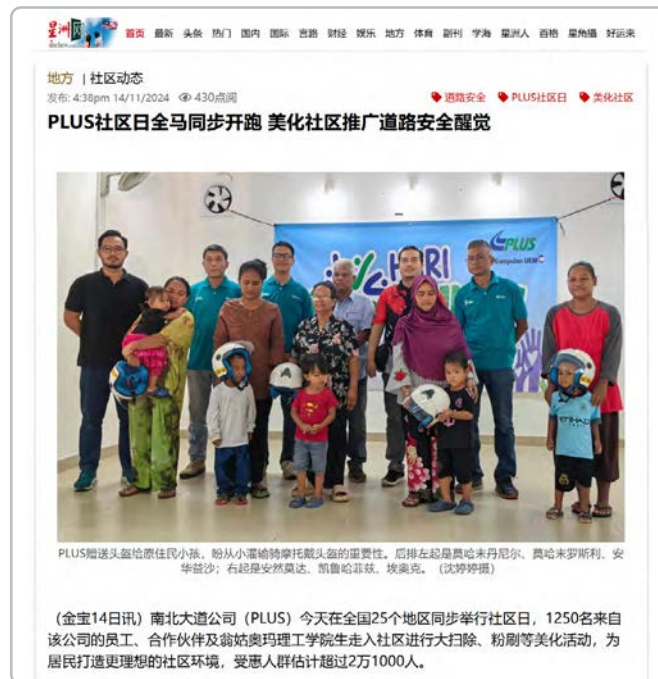 星洲网
首页 最新 头条 热门 国内 国际 言路 财经 娱乐 地方 体育 副刊 学海 星洲人 百格 星角摄 好运来
地方 | 社区动态
发布: 4:38pm 14/11/2024 430点阅
道路安全 PLUS社区日 美化社区
PLUS社区日全马同步开跑 美化社区推广道路安全醒觉
PLUS
Kumpulan UEM
HARI
PLUS赠送头盔给原住民小孩，盼从小灌输骑摩托戴头盔的重要性。后排左起是莫哈末丹尼尔、莫哈末罗斯利、安
华益沙；右起是安然莫达、凯鲁哈菲兹、埃奥克。（沈婷婷摄）
（金宝14日讯）南北大道公司（PLUS）今天在全国25个地区同步举行社区日，1250名来自
该公司的员工、合作伙伴及翁姑奥玛理工学院生走入社区进行大扫除、粉刷等美化活动，为
居民打造更理想的社区环境，受惠人群估计超过2万1000人。